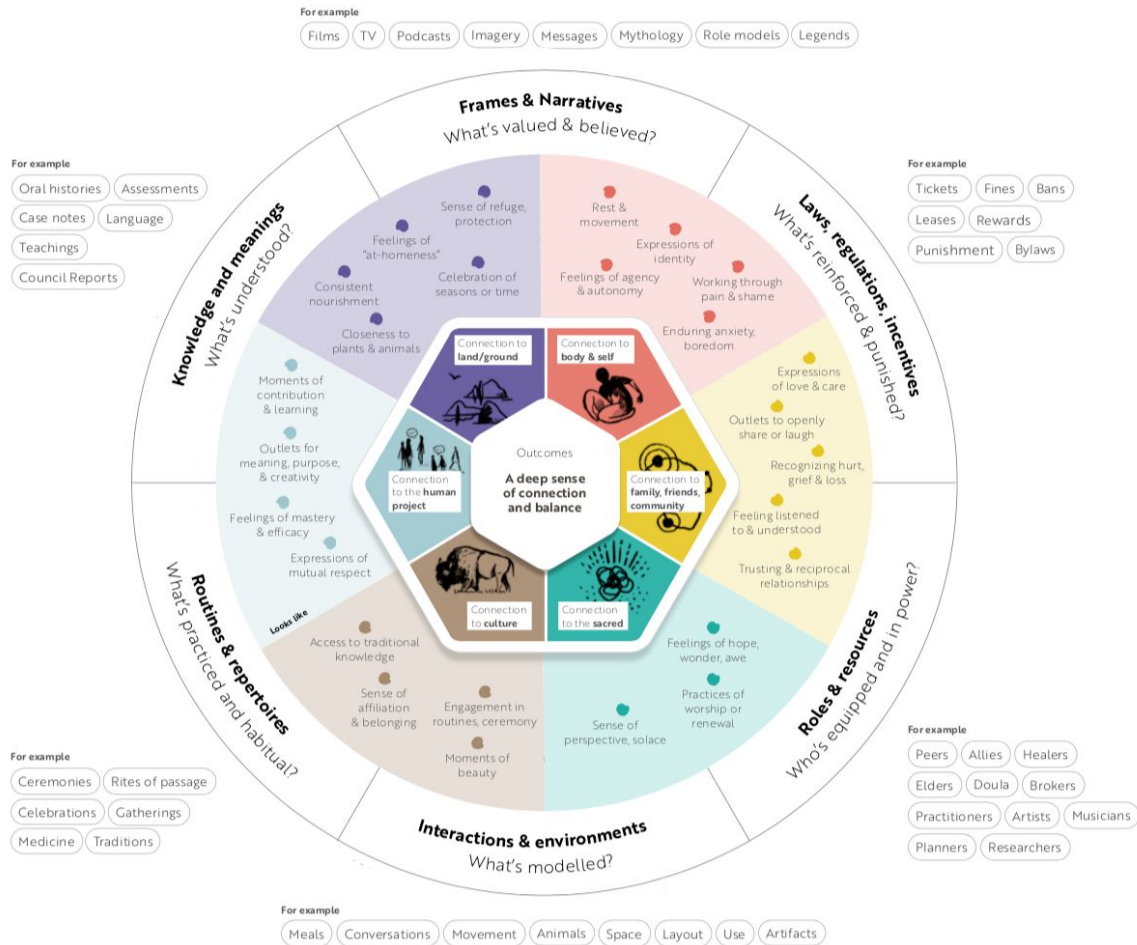 For example
Films TV Podcasts Imagery Messages Mythology Role models Legends
Frames & Narratives
What's valued & believed?
For example
Oral histories Assessments
Case notes Language
Teachings
Council Reports
Knowledge and meanings
What's understood?
For example
Tickets Fines Bans
Leases Rewards
Punishment Bylaws
Laws, regulations, incentives
What's reinforced & punished?
Sense of refuge,
protection
Feelings of
"at-homeness"
Celebration of
seasons or time
Consistent
nourishment
Closeness to
plants & animals
Rest &
movement
Expressions of
identity
Feelings of agency
& autonomy
Working through
pain & shame
Enduring anxiety,
boredom
Moments of
contribution
& learning
Outlets for
meaning, purpose,
& creativity
Feelings of mastery
& efficacy
Expressions of
mutual respect
Expressions
of love & care
Outlets to openly
share or laugh
Recognizing hurt,
grief & loss
Feeling listened
to & understood
Trusting & reciprocal
relationships
Connection to
land/ground
Connection to
body & self
Connection
to the human
project
Connection to
family, friends,
community
Connection
to culture
Connection
to the sacred
Outcomes
A deep sense
of connection
and balance
Looks like
Access to traditional
knowledge
Sense of
affiliation
& belonging
Engagement in
routines, ceremony
Moments of
beauty
Feelings of hope,
wonder, awe
Practices of
worship or
renewal
Sense of
perspective, solace
Routines & repertoires
What's practiced and habitual?
For example
Ceremonies Rites of passage
Celebrations Gatherings
Medicine Traditions
Roles & resources
Who's equipped and in power?
For example
Peers Allies Healers
Elders Doula Brokers
Practitioners Artists Musicians
Planners Researchers
Interactions & environments
What's modelled?
For example
Meals Conversations Movement Animals Space Layout Use Artifacts